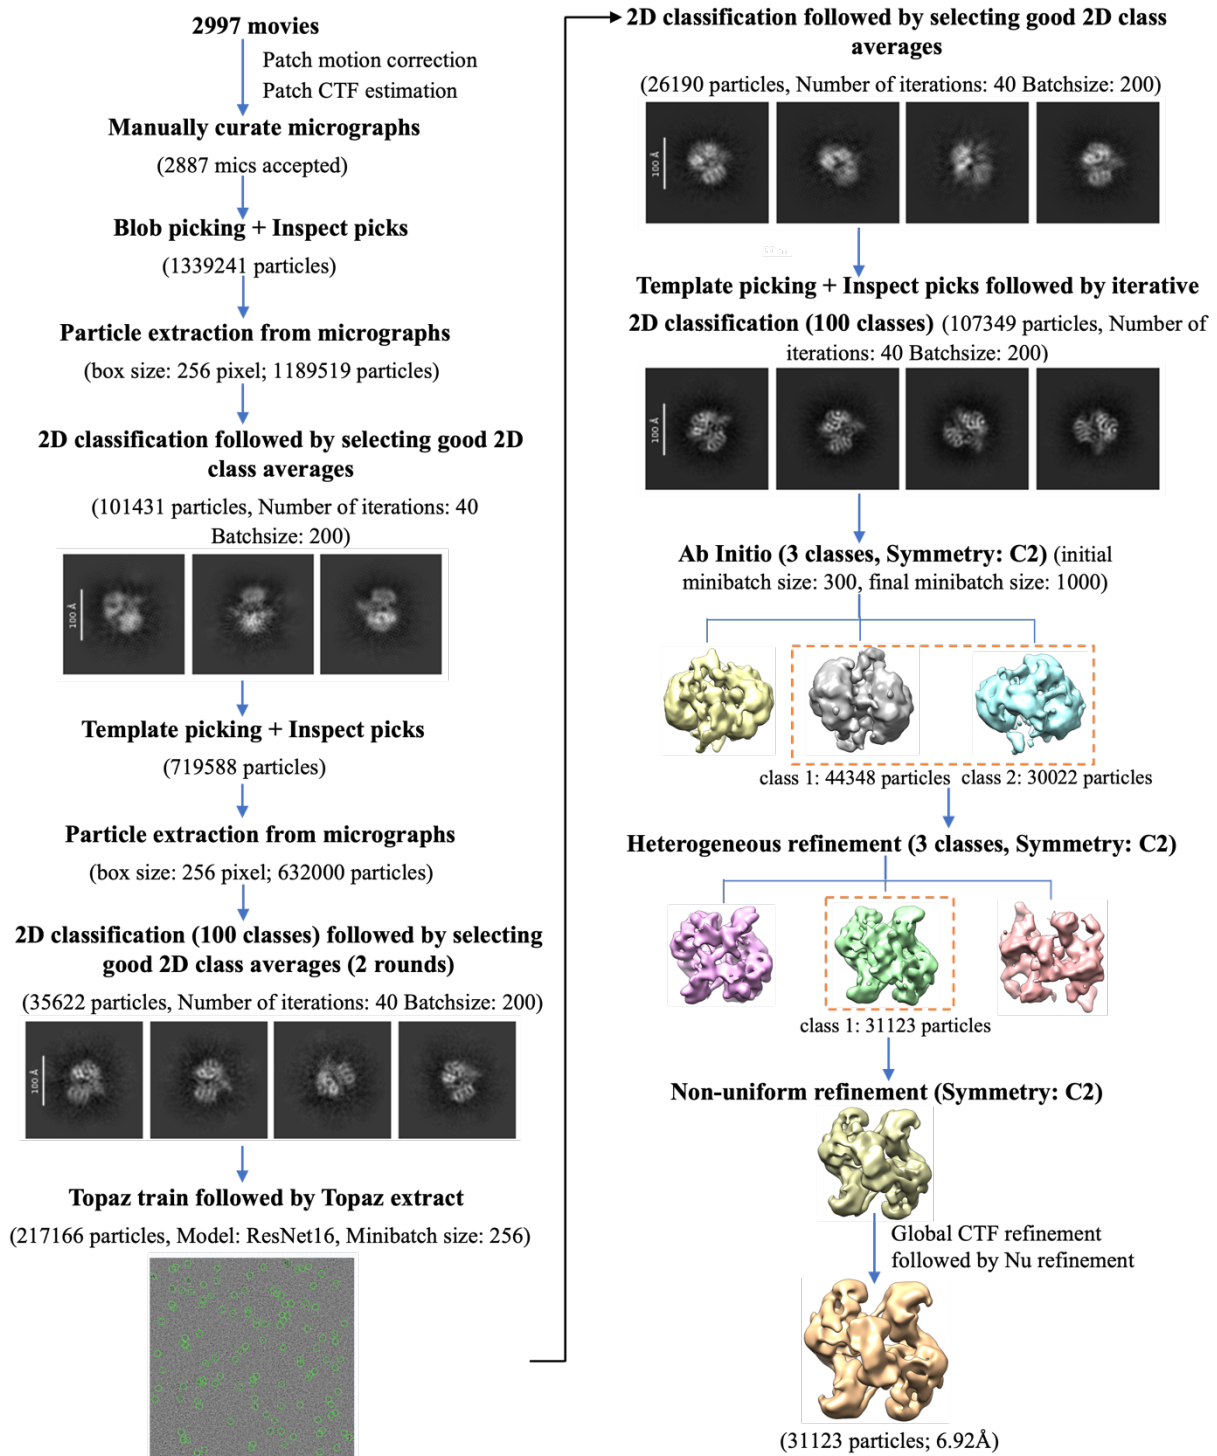 2997 movies
Patch motion correction
Patch CTF estimation
Manually curate micrographs
(2887 mics accepted)
Blob picking + Inspect picks
(1339241 particles)
Particle extraction from micrographs
(box size: 256 pixel; 1189519 particles)
2D classification followed by selecting good 2D
class averages
(101431 particles, Number of iterations: 40
Batchsize: 200)
100 Å
Template picking + Inspect picks
(719588 particles)
Particle extraction from micrographs
(box size: 256 pixel; 632000 particles)
2D classification (100 classes) followed by selecting
good 2D class averages (2 rounds)
(35622 particles, Number of iterations: 40 Batchsize: 200)
100 Å
Topaz train followed by Topaz extract
(217166 particles, Model: ResNet16, Minibatch size: 256)
2D classification followed by selecting good 2D class
averages
(26190 particles, Number of iterations: 40 Batchsize: 200)
100 Å
Template picking + Inspect picks followed by iterative
2D classification (100 classes) (107349 particles, Number of
iterations: 40 Batchsize: 200)
100 Å
Ab Initio (3 classes, Symmetry: C2) (initial
minibatch size: 300, final minibatch size: 1000)
class 1: 44348 particles class 2: 30022 particles
Heterogeneous refinement (3 classes, Symmetry: C2)
class 1: 31123 particles
Non-uniform refinement (Symmetry: C2)
Global CTF refinement
followed by Nu refinement
(31123 particles; 6.92Å)